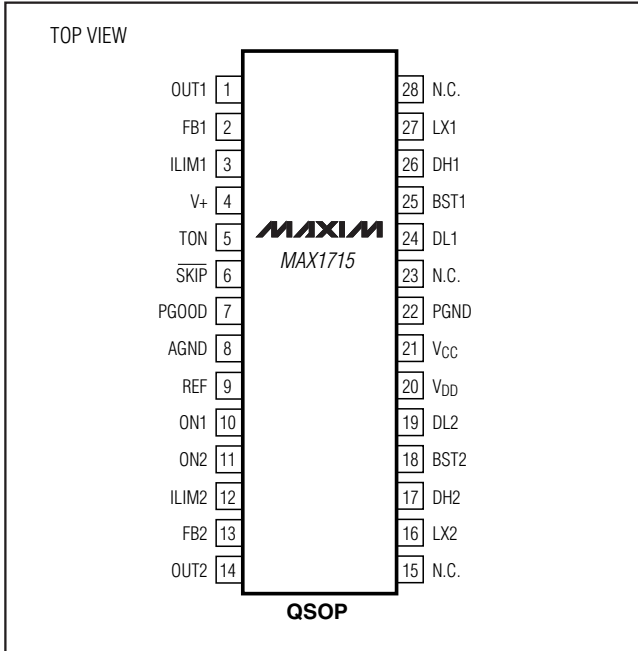 TOP VIEW
OUT1 1 28 N.C.
FB1 2 27 LX1
ILIM1 3 26 DH1
V+ 4 25 BST1
MAXIM
TON 5 24 DL1
MAX1715
SKIP 6 23 N.C.
PGOOD 7 22 PGND
AGND 8 21 VCC
REF 9 20 VDD
ON1 10 19 DL2
ON2 11 18 BST2
ILIM2 12 17 DH2
FB2 13 16 LX2
OUT2 14 15 N.C.
QSOP